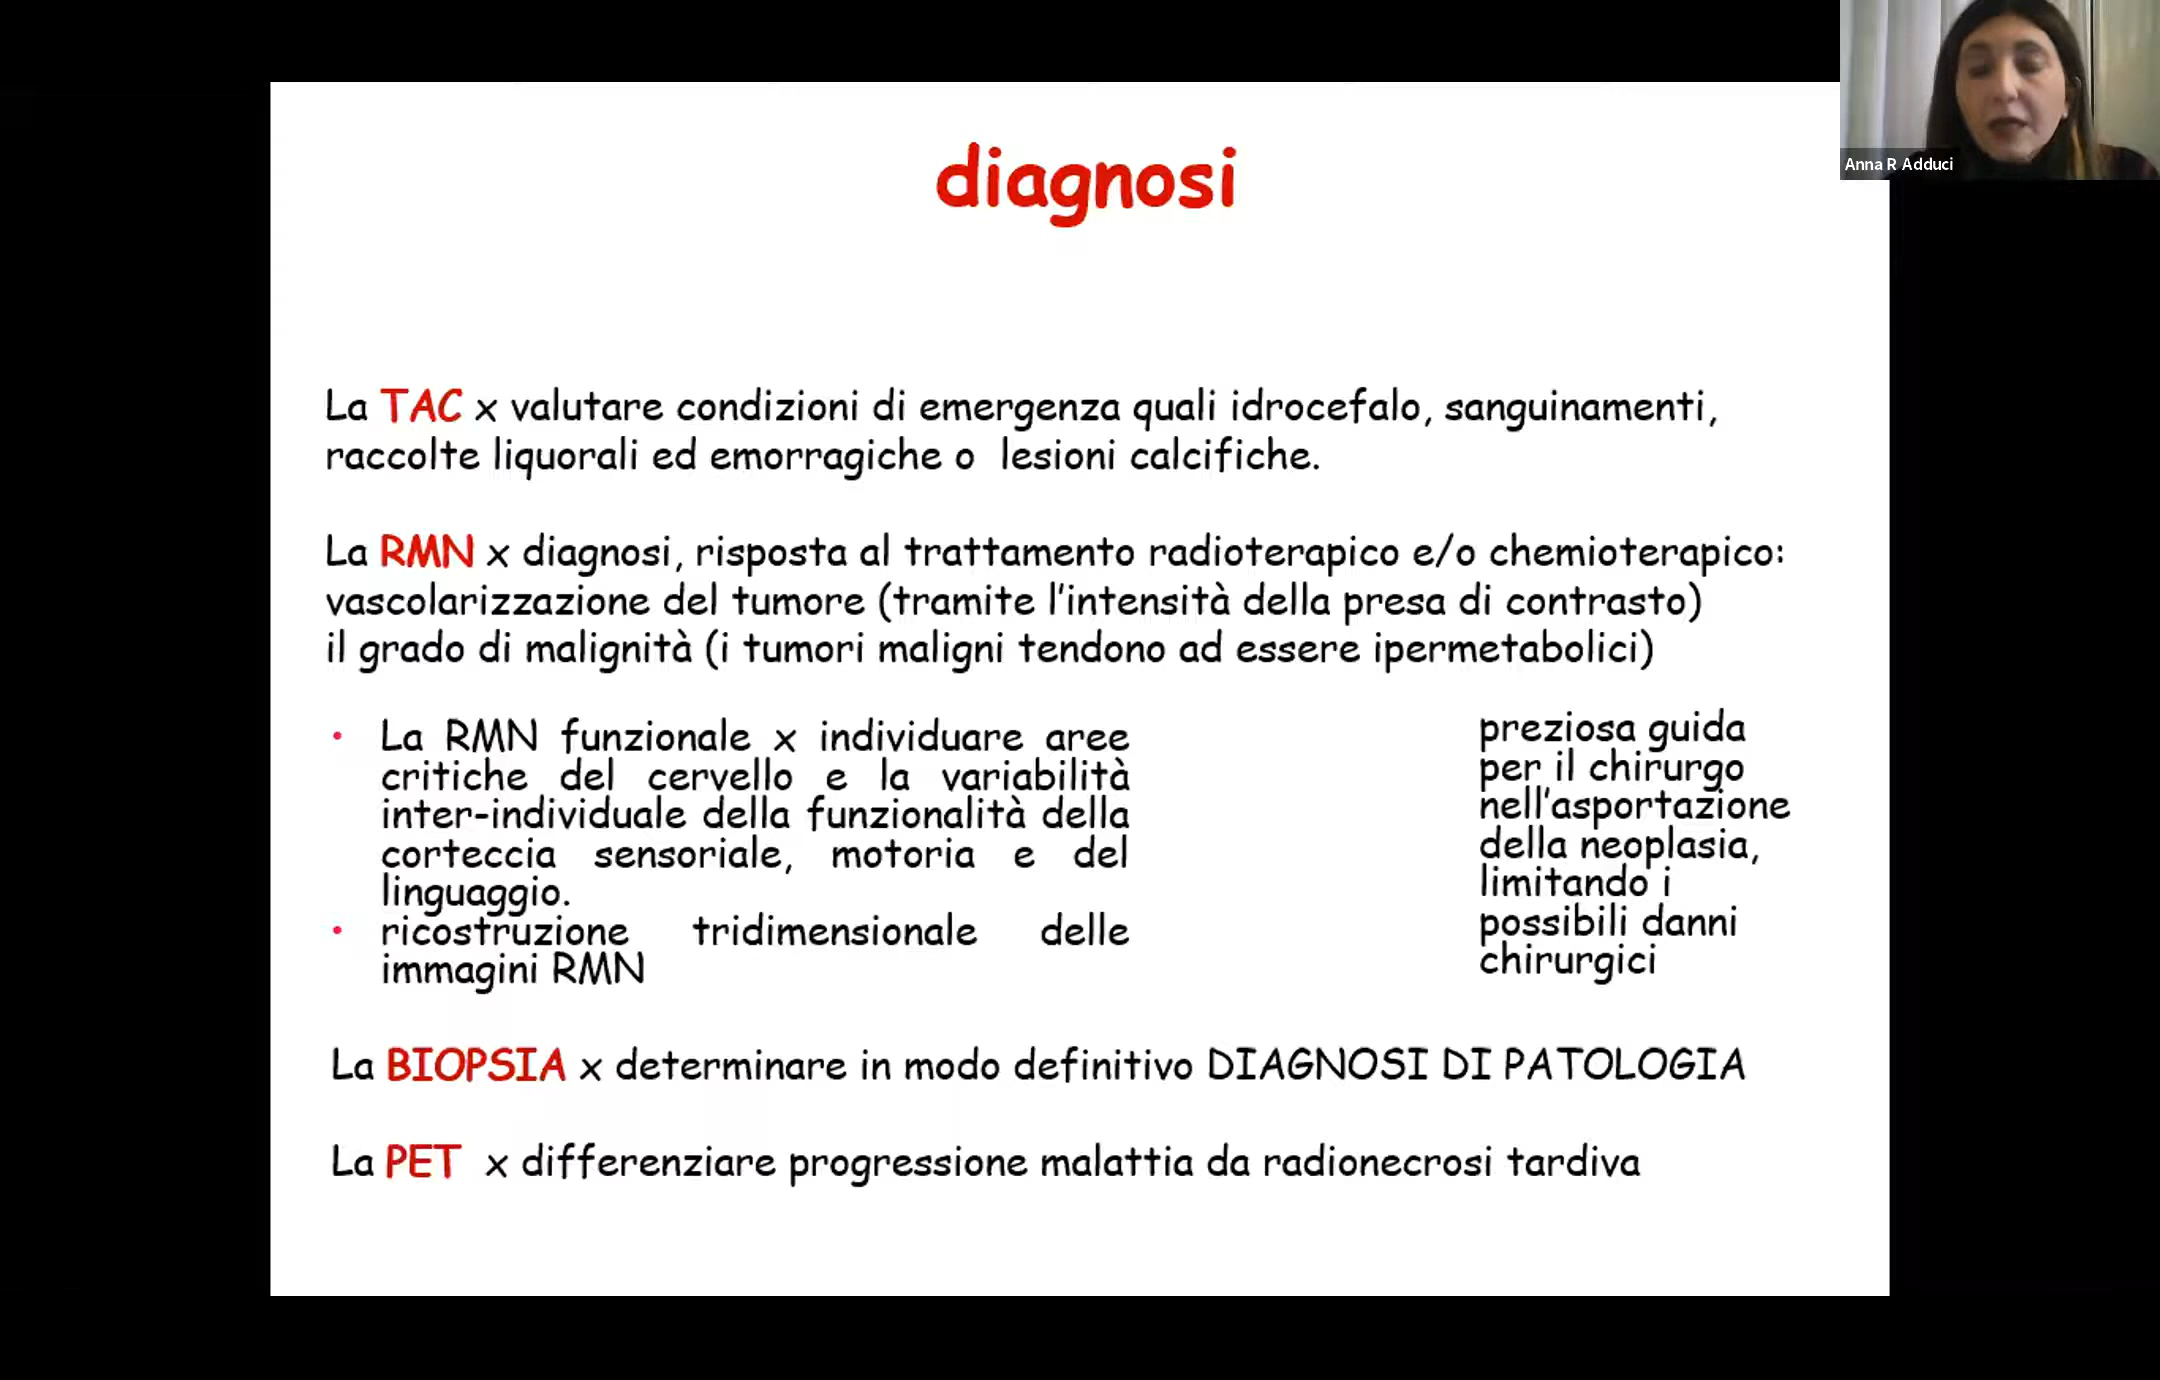 Anna R Adduci
diagnosi
La TAC x valutare condizioni di emergenza quali idrocefalo, sanguinamenti,
raccolte liquorali ed emorragiche o lesioni calcifiche.
La RMN x diagnosi, risposta al trattamento radioterapico e/o chemioterapico:
vascolarizzazione del tumore (tramite l'intensità della presa di contrasto)
il grado di malignità (i tumori maligni tendono ad essere ipermetabolici)
• La RMN funzionale x individuare aree
critiche del cervello e la variabilità
inter-individuale della funzionalità della
corteccia sensoriale, motoria e del
linguaggio.
• ricostruzione tridimensionale delle
immagini RMN
preziosa guida
per il chirurgo
nell'asportazione
della neoplasia,
limitando i
possibili danni
chirurgici
La BIOPSIA x determinare in modo definitivo DIAGNOSI DI PATOLOGIA
La PET x differenziare progressione malattia da radionecrosi tardiva